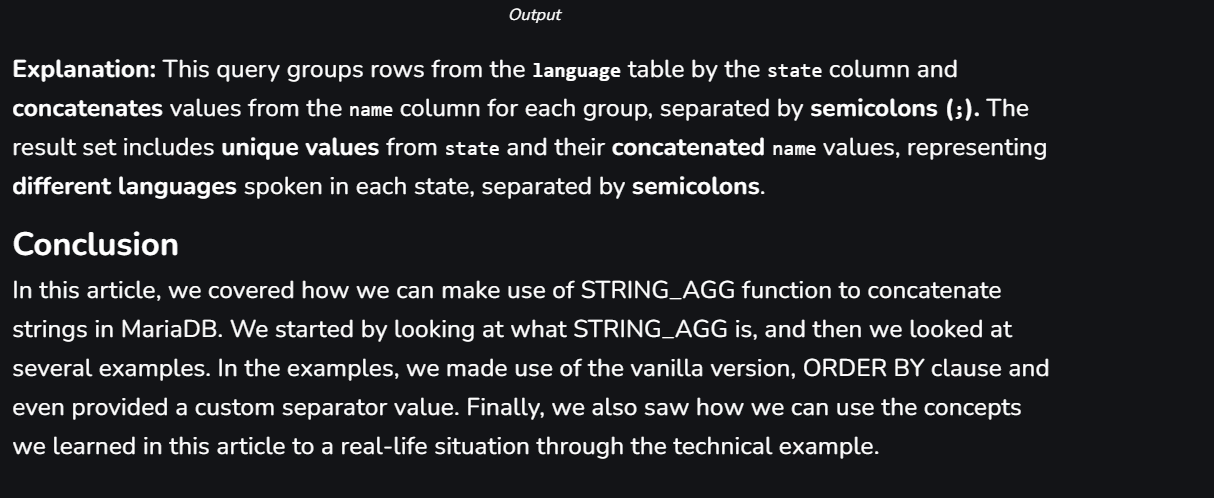 Output
Explanation: This query groups rows from the language table by the state column and
concatenates values from the name column for each group, separated by semicolons (;). The
result set includes unique values from state and their concatenated name values, representing
different languages spoken in each state, separated by semicolons.
Conclusion
In this article, we covered how we can make use of STRING_AGG function to concatenate
strings in MariaDB. We started by looking at what STRING_AGG is, and then we looked at
several examples. In the examples, we made use of the vanilla version, ORDER BY clause and
even provided a custom separator value. Finally, we also saw how we can use the concepts
we learned in this article to a real-life situation through the technical example.